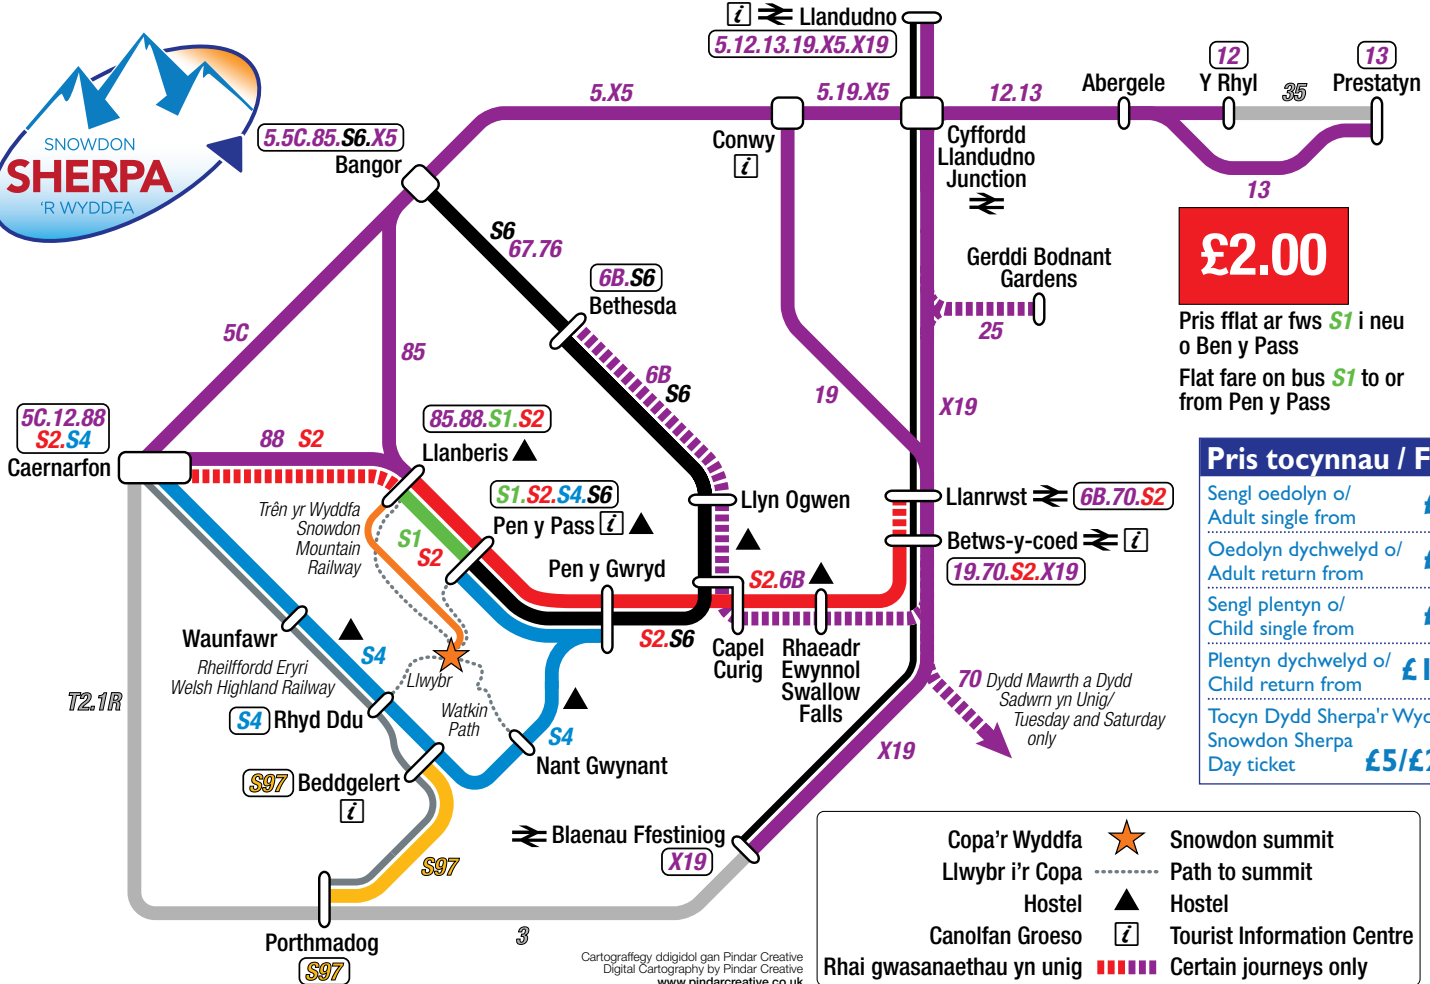 SNOWDON
SHERPA
'R WYDDFA
i Llandudno
5.12.13.19.X5.X19
5.X5
5.19.X5
12.13
Abergele
12
Y Rhyl
35
13
Prestatyn
5.5C.85.S6.X5
Bangor
Conwy
i
Cyffordd
Llandudno
Junction
13
S6
67.76
£2.00
Gerddi Bodnant
Gardens
6B.S6
Bethesda
25
Pris fflat ar fws S1 i neu
o Ben y Pass
Flat fare on bus S1 to or
from Pen y Pass
5C
85
6B
S6
19
X19
5C.12.88
S2.S4
Caernarfon
88 S2
85.88.S1.S2
Llanberis
S1.S2.S4.S6
Pen y Pass i
Llyn Ogwen
Llanrwst 6B.70.S2
Betws-y-coed i
19.70.S2.X19
Trên yr Wyddfa
Snowdon
Mountain
Railway
S1
S2
Pen y Gwryd
S2.6B
S2.S6
Capel
Curig
Rhaeadr
Ewynnol
Swallow
Falls
Waunfawr
Rheilffordd Eryri
Welsh Highland Railway
S4
T2.1R
S4 Rhyd Ddu
Llwybr
Watkin
Path
S4
Nant Gwynant
70 Dydd Mawrth a Dydd
Sadwrn yn Unig/
Tuesday and Saturday
only
X19
S97 Beddgelert
i
S97
Blaenau Ffestiniog
X19
Porthmadog
S97
3
Pris tocynnau / F
Sengl oedolyn o/
Adult single from
£
Oedolyn dychwelyd o/
Adult return from
£
Sengl plentyn o/
Child single from
£
Plentyn dychwelyd o/
Child return from
£1
Tocyn Dydd Sherpa'r Wyd
Snowdon Sherpa
Day ticket £5/£2
Copa'r Wyddfa Snowdon summit
Llwybr i'r Copa Path to summit
Hostel Hostel
Canolfan Groeso i Tourist Information Centre
Rhai gwasanaethau yn unig Certain journeys only
Cartograffegy ddigidol gan Pindar Creative
Digital Cartography by Pindar Creative
www.pindarcreative.co.uk